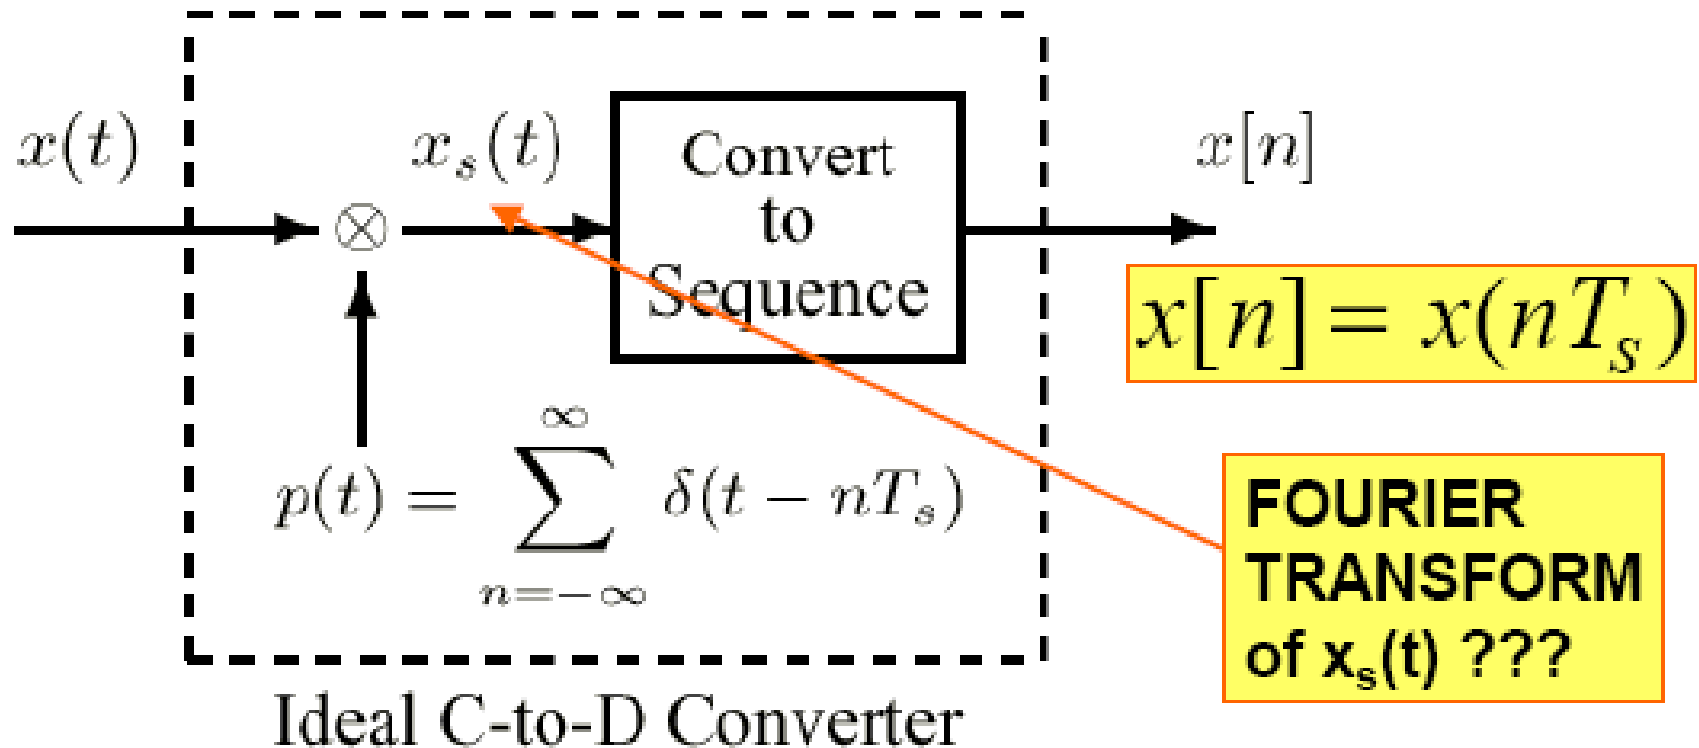 x(t)
x_s(t)
Convert
to
Sequence
x[n]
x[n] = x(nT_s)
p(t) = ∑_{n=-∞}^{∞} δ(t − nT_s)
FOURIER
TRANSFORM
of x_s(t) ???
Ideal C-to-D Converter